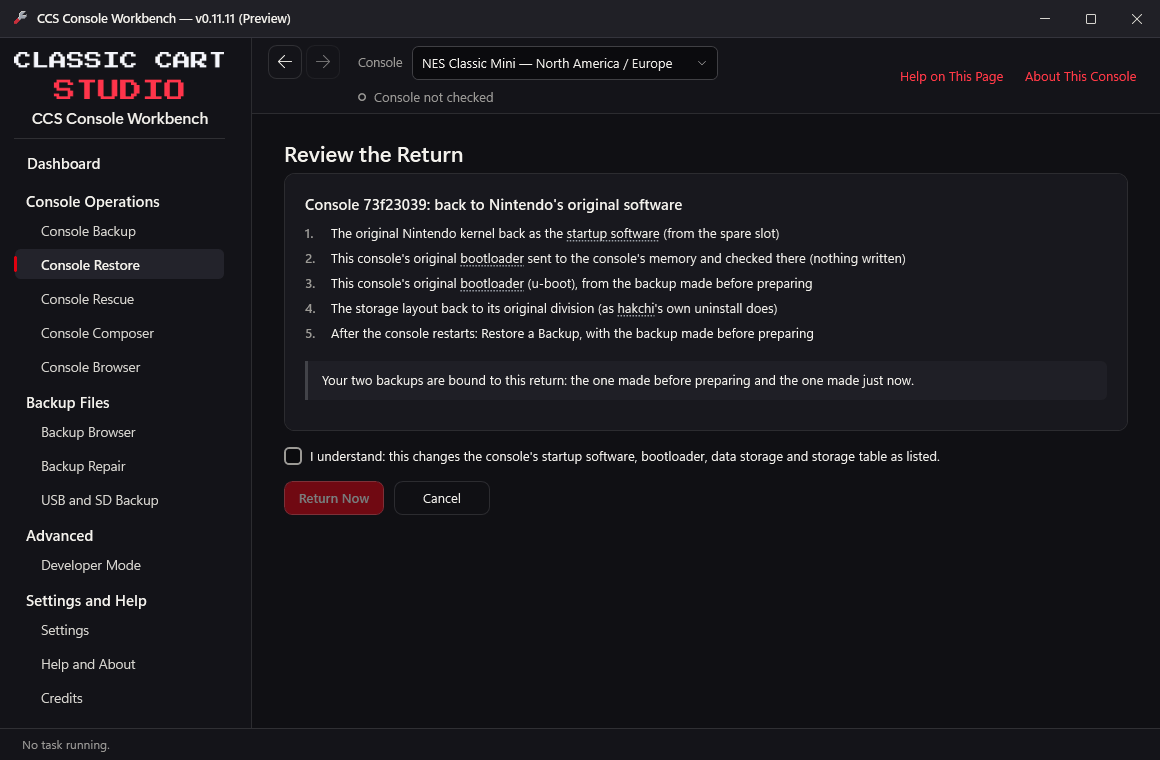 CCS Console Workbench — v0.11.11 (Preview)
CLASSIC CART
STUDIO
CCS Console Workbench
Dashboard
Console Operations
Console Backup
Console Restore
Console Rescue
Console Composer
Console Browser
Backup Files
Backup Browser
Backup Repair
USB and SD Backup
Advanced
Developer Mode
Settings and Help
Settings
Help and About
Credits
Console
NES Classic Mini — North America / Europe
Console not checked
Help on This Page
About This Console
Review the Return
Console 73f23039: back to Nintendo's original software
1. The original Nintendo kernel back as the startup software (from the spare slot)
2. This console's original bootloader sent to the console's memory and checked there (nothing written)
3. This console's original bootloader (u-boot), from the backup made before preparing
4. The storage layout back to its original division (as hakchi's own uninstall does)
5. After the console restarts: Restore a Backup, with the backup made before preparing
Your two backups are bound to this return: the one made before preparing and the one made just now.
I understand: this changes the console's startup software, bootloader, data storage and storage table as listed.
Return Now
Cancel
No task running.